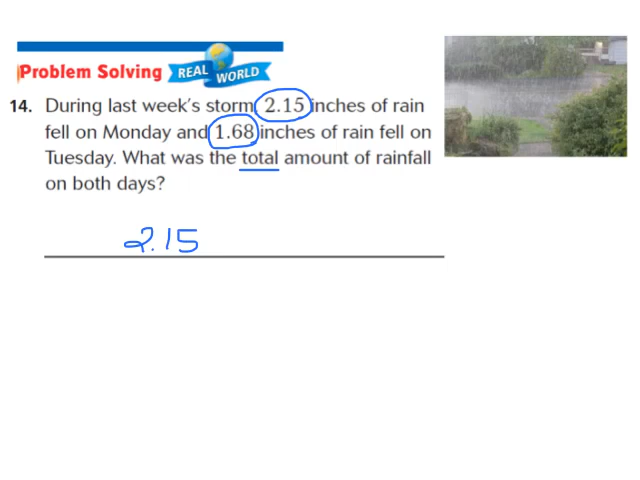 Problem Solving REAL WORLD
14. During last week's storm, 2.15 inches of rain
fell on Monday and 1.68 inches of rain fell on
Tuesday. What was the total amount of rainfall
on both days?
2.15